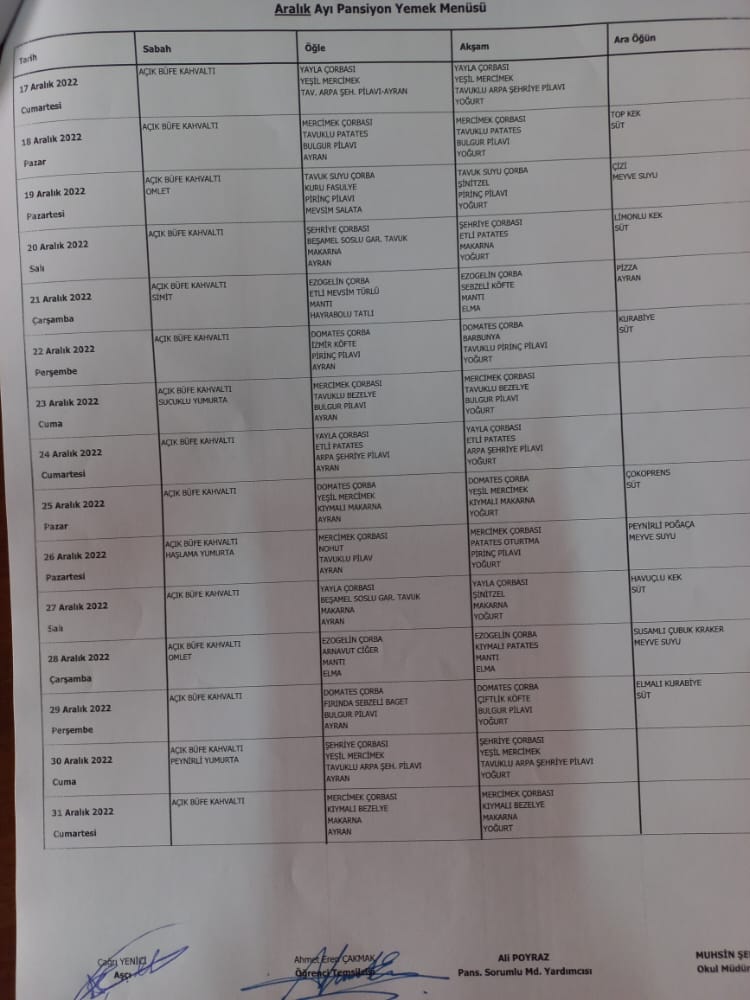 Aralık Ayı Pansiyon Yemek Menüsü
Tarih Sabah Öğle Akşam Ara Öğün
17 Aralık 2022
Cumartesi
AÇIK BÜFE KAHVALTI
YAYLA ÇORBASI
YEŞİL MERCİMEK
TAV. ARPA ŞEH. PİLAVI-AYRAN
YAYLA ÇORBASI
YEŞİL MERCİMEK
TAVUKLU ARPA ŞEHRİYE PİLAVI
YOĞURT
18 Aralık 2022
Pazar
AÇIK BÜFE KAHVALTI
MERCİMEK ÇORBASI
TAVUKLU PATATES
BULGUR PİLAVI
AYRAN
MERCİMEK ÇORBASI
TAVUKLU PATATES
BULGUR PİLAVI
YOĞURT
TOP KEK
SÜT
19 Aralık 2022
Pazartesi
AÇIK BÜFE KAHVALTI
OMLET
TAVUK SUYU ÇORBA
KURU FASULYE
PİRİNÇ PİLAVI
MEVSİM SALATA
TAVUK SUYU ÇORBA
ŞİNİTZEL
PİRİNÇ PİLAVI
YOĞURT
ÇİZİ
MEYVE SUYU
20 Aralık 2022
Salı
AÇIK BÜFE KAHVALTI
ŞEHRİYE ÇORBASI
BEŞAMEL SOSLU GAR. TAVUK
MAKARNA
AYRAN
ŞEHRİYE ÇORBASI
ETLİ PATATES
MAKARNA
YOĞURT
LİMONLU KEK
SÜT
21 Aralık 2022
Çarşamba
AÇIK BÜFE KAHVALTI
SİMİT
EZOGELİN ÇORBA
ETLİ MEVSİM TÜRLÜ
MANTI
HAYRABOLU TATLI
EZOGELİN ÇORBA
SEBZELİ KÖFTE
MANTI
ELMA
PİZZA
AYRAN
22 Aralık 2022
Perşembe
AÇIK BÜFE KAHVALTI
DOMATES ÇORBA
İZMİR KÖFTE
PİRİNÇ PİLAVI
AYRAN
DOMATES ÇORBA
BARBUNYA
TAVUKLU PİRİNÇ PİLAVI
YOĞURT
KURABİYE
SÜT
23 Aralık 2022
Cuma
AÇIK BÜFE KAHVALTI
SUCUKLU YUMURTA
MERCİMEK ÇORBASI
TAVUKLU BEZELYE
BULGUR PİLAVI
AYRAN
MERCİMEK ÇORBASI
TAVUKLU BEZELYE
BULGUR PİLAVI
YOĞURT
24 Aralık 2022
Cumartesi
AÇIK BÜFE KAHVALTI
YAYLA ÇORBASI
ETLİ PATATES
ARPA ŞEHRİYE PİLAVI
AYRAN
YAYLA ÇORBASI
ETLİ PATATES
ARPA ŞEHRİYE PİLAVI
YOĞURT
25 Aralık 2022
Pazar
AÇIK BÜFE KAHVALTI
DOMATES ÇORBA
YEŞİL MERCİMEK
KIYMALI MAKARNA
AYRAN
DOMATES ÇORBA
YEŞİL MERCİMEK
KIYMALI MAKARNA
YOĞURT
ÇOKOPRENS
SÜT
26 Aralık 2022
Pazartesi
AÇIK BÜFE KAHVALTI
HAŞLAMA YUMURTA
MERCİMEK ÇORBASI
NOHUT
TAVUKLU PİLAV
AYRAN
MERCİMEK ÇORBASI
PATATES OTURTMA
PİRİNÇ PİLAVI
YOĞURT
PEYNİRLİ POĞAÇA
MEYVE SUYU
27 Aralık 2022
Salı
AÇIK BÜFE KAHVALTI
YAYLA ÇORBASI
BEŞAMEL SOSLU GAR. TAVUK
MAKARNA
AYRAN
YAYLA ÇORBASI
ŞİNİTZEL
MAKARNA
YOĞURT
HAVUÇLU KEK
SÜT
28 Aralık 2022
Çarşamba
AÇIK BÜFE KAHVALTI
OMLET
EZOGELİN ÇORBA
ARNAVUT CİĞER
MANTI
ELMA
EZOGELİN ÇORBA
KIYMALI PATATES
MANTI
ELMA
SUSAMLI ÇUBUK KRAKER
MEYVE SUYU
29 Aralık 2022
Perşembe
AÇIK BÜFE KAHVALTI
DOMATES ÇORBA
FIRINDA SEBZELİ BAGET
BULGUR PİLAVI
AYRAN
DOMATES ÇORBA
ÇİFTLİK KÖFTE
BULGUR PİLAVI
YOĞURT
ELMALI KURABİYE
SÜT
30 Aralık 2022
Cuma
AÇIK BÜFE KAHVALTI
PEYNİRLİ YUMURTA
ŞEHRİYE ÇORBASI
YEŞİL MERCİMEK
TAVUKLU ARPA ŞEH. PİLAVI
AYRAN
ŞEHRİYE ÇORBASI
YEŞİL MERCİMEK
TAVUKLU ARPA ŞEHRİYE PİLAVI
YOĞURT
31 Aralık 2022
Cumartesi
AÇIK BÜFE KAHVALTI
MERCİMEK ÇORBASI
KIYMALI BEZELYE
MAKARNA
AYRAN
MERCİMEK ÇORBASI
KIYMALI BEZELYE
MAKARNA
YOĞURT
Çağrı YENİCİ
Aşçı
Ahmet Eren ÇAKMAK
Öğrenci Temsilcisi
Ali POYRAZ
Pans. Sorumlu Md. Yardımcısı
MUHSİN ŞE
Okul Müdür